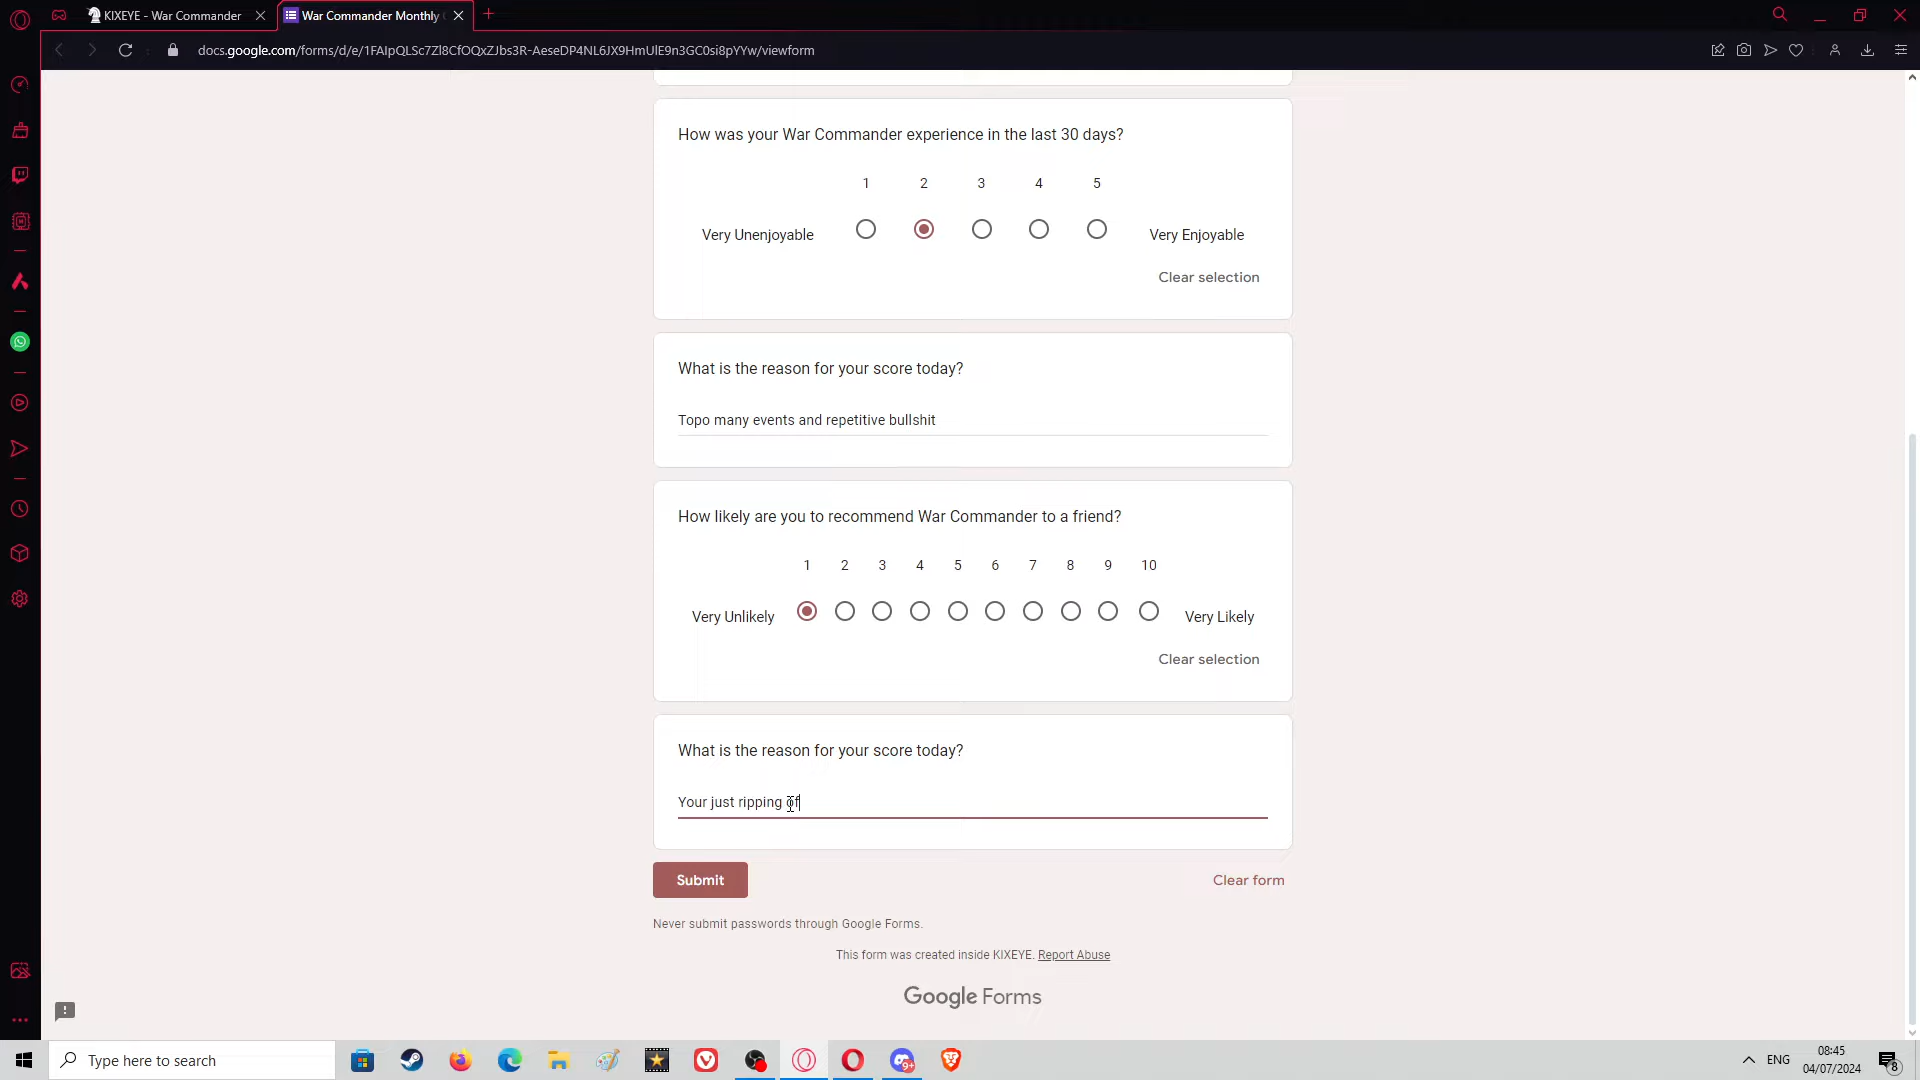 KIXEYE - War Commander
War Commander Monthly
docs.google.com/forms/d/e/1FAIpQLSc7Zl8CfOQxZJbs3R-AeseDP4NL6JX9HmUlE9n3GC0si8pYYw/viewform
How was your War Commander experience in the last 30 days?
1 2 3 4 5
Very Unenjoyable Very Enjoyable
Clear selection
What is the reason for your score today?
Topo many events and repetitive bullshit
How likely are you to recommend War Commander to a friend?
1 2 3 4 5 6 7 8 9 10
Very Unlikely Very Likely
Clear selection
What is the reason for your score today?
Your just ripping of
Submit Clear form
Never submit passwords through Google Forms.
This form was created inside KIXEYE. Report Abuse
Google Forms
Type here to search
9+
ENG
08:45
04/07/2024
8